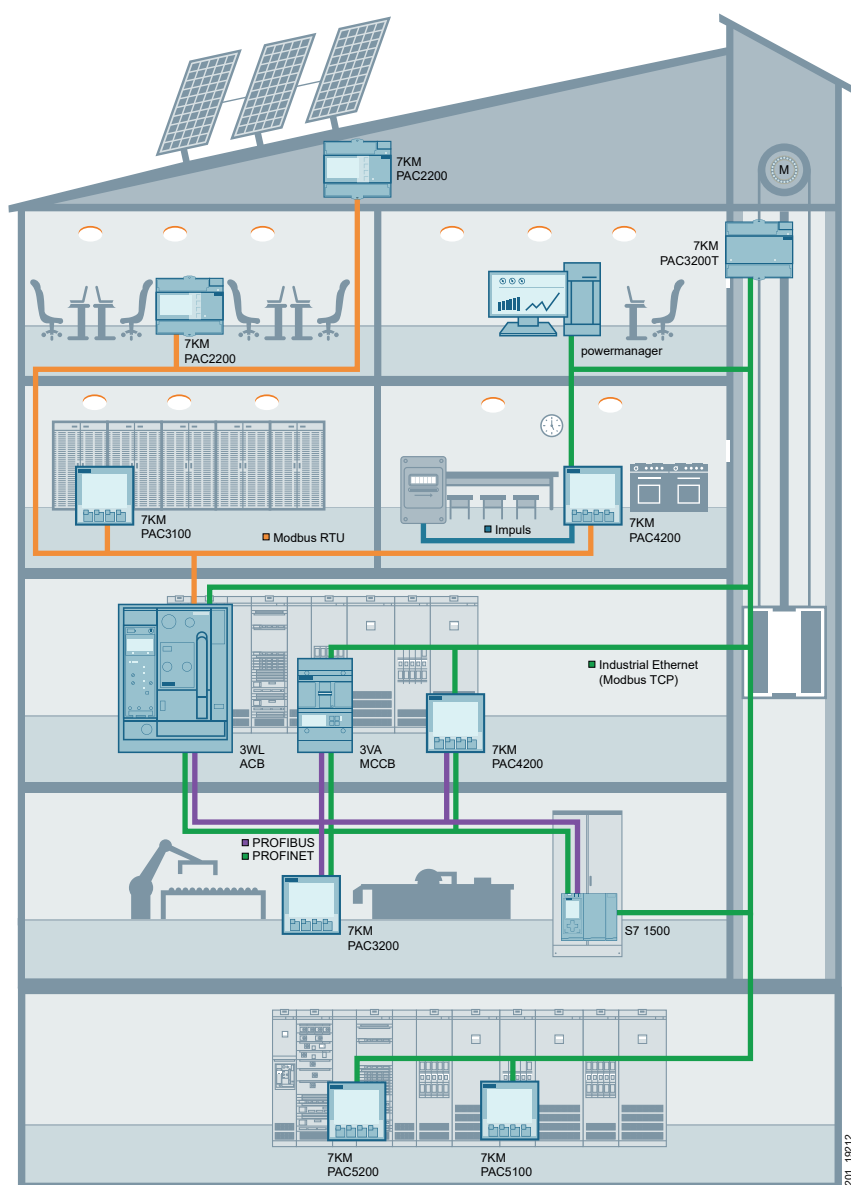 7KM
PAC2200
M
7KM
PAC3200T
7KM
PAC2200
powermanager
7KM
PAC3100
Modbus RTU
Impuls
7KM
PAC4200
Industrial Ethernet
(Modbus TCP)
3WL
ACB
3VA
MCCB
7KM
PAC4200
PROFIBUS
PROFINET
7KM
PAC3200
S7 1500
7KM
PAC5200
7KM
PAC5100
201_19212